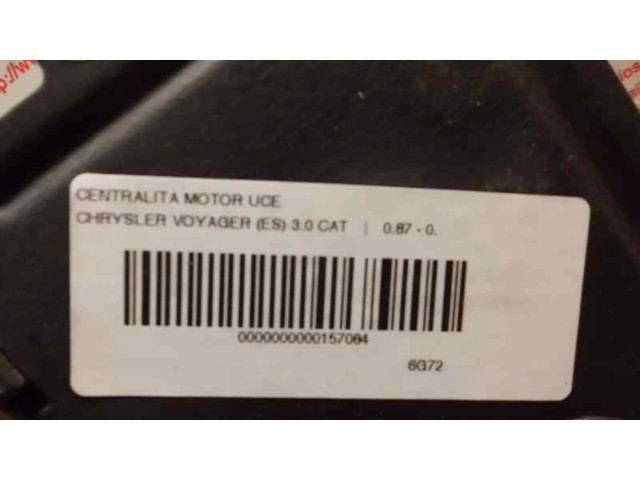 CENTRALITA MOTOR UCE
CHRYSLER VOYAGER (ES) 3.0 CAT | 0.87 - 0.
0000000000157084
6G72